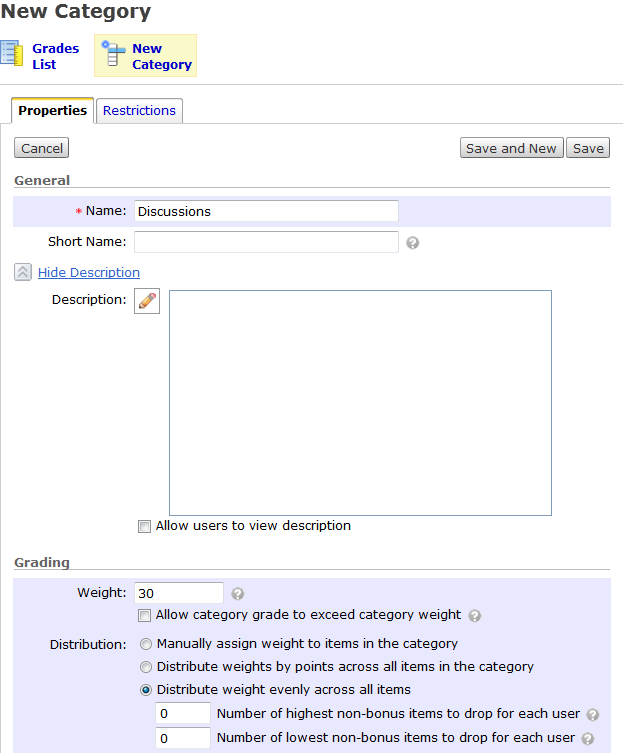 New Category
Grades List
New Category
Properties Restrictions
Cancel Save and New Save
General
* Name: Discussions
Short Name: ?
Hide Description
Description:
Allow users to view description
Grading
Weight: 30 ?
Allow category grade to exceed category weight ?
Distribution: Manually assign weight to items in the category
Distribute weights by points across all items in the category
Distribute weight evenly across all items
0 Number of highest non-bonus items to drop for each user ?
0 Number of lowest non-bonus items to drop for each user ?